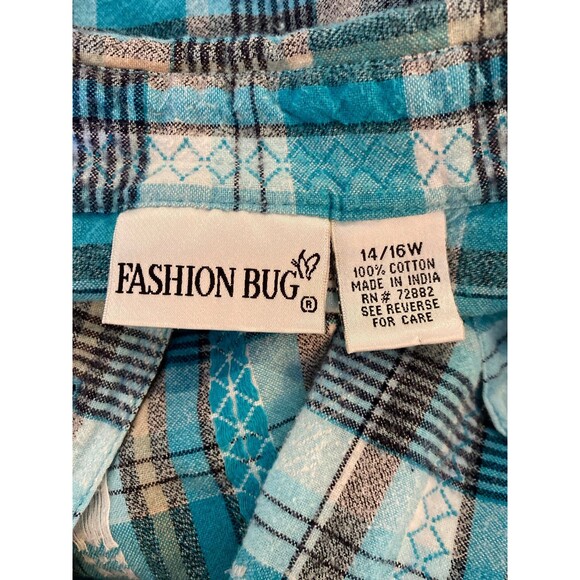 FASHION BUG ®
14/16W
100% COTTON
MADE IN INDIA
RN# 72882
SEE REVERSE
FOR CARE